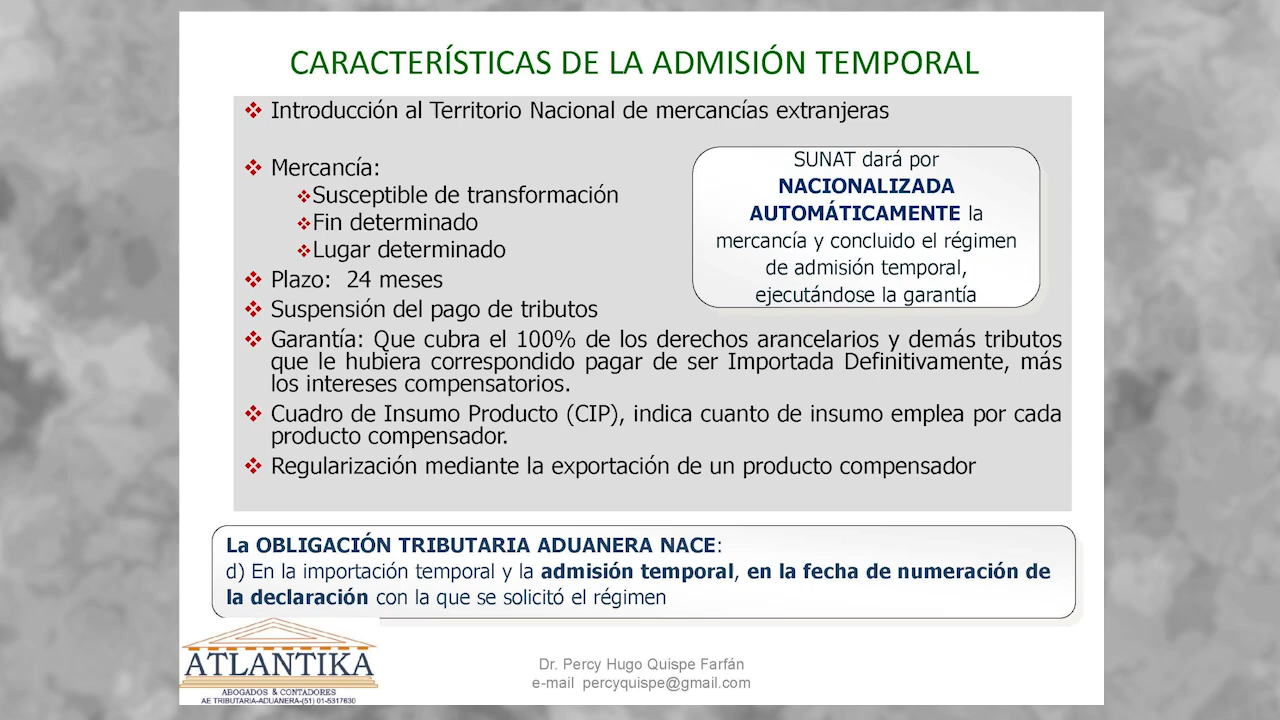 CARACTERÍSTICAS DE LA ADMISIÓN TEMPORAL
Introducción al Territorio Nacional de mercancías extranjeras
Mercancía:
Susceptible de transformación
Fin determinado
Lugar determinado
Plazo: 24 meses
Suspensión del pago de tributos
SUNAT dará por
NACIONALIZADA
AUTOMÁTICAMENTE la
mercancía y concluido el régimen
de admisión temporal,
ejecutándose la garantía
Garantía: Que cubra el 100% de los derechos arancelarios y demás tributos
que le hubiera correspondido pagar de ser Importada Definitivamente, más
los intereses compensatorios.
Cuadro de Insumo Producto (CIP), indica cuanto de insumo emplea por cada
producto compensador.
Regularización mediante la exportación de un producto compensador
La OBLIGACIÓN TRIBUTARIA ADUANERA NACE:
d) En la importación temporal y la admisión temporal, en la fecha de numeración de
la declaración con la que se solicitó el régimen
ATLANTIKA
ABOGADOS & CONTADORES
AE TRIBUTARIA-ADUANERA-(51) 01-5317630
Dr. Percy Hugo Quispe Farfán
e-mail percyquispe@gmail.com